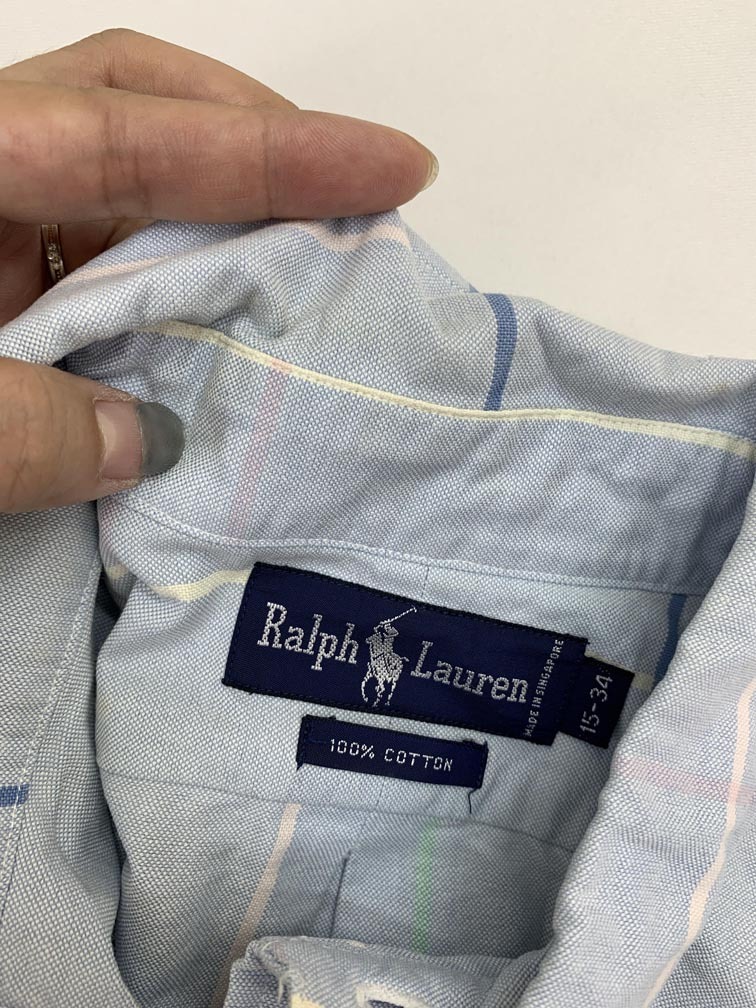 Ralph Lauren
MADE IN SINGAPORE
15-34
100% COTTON